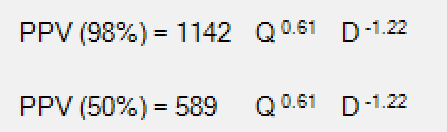 PPV (98%) = 1142 Q 0.61 D -1.22
PPV (50%) = 589 Q 0.61 D -1.22